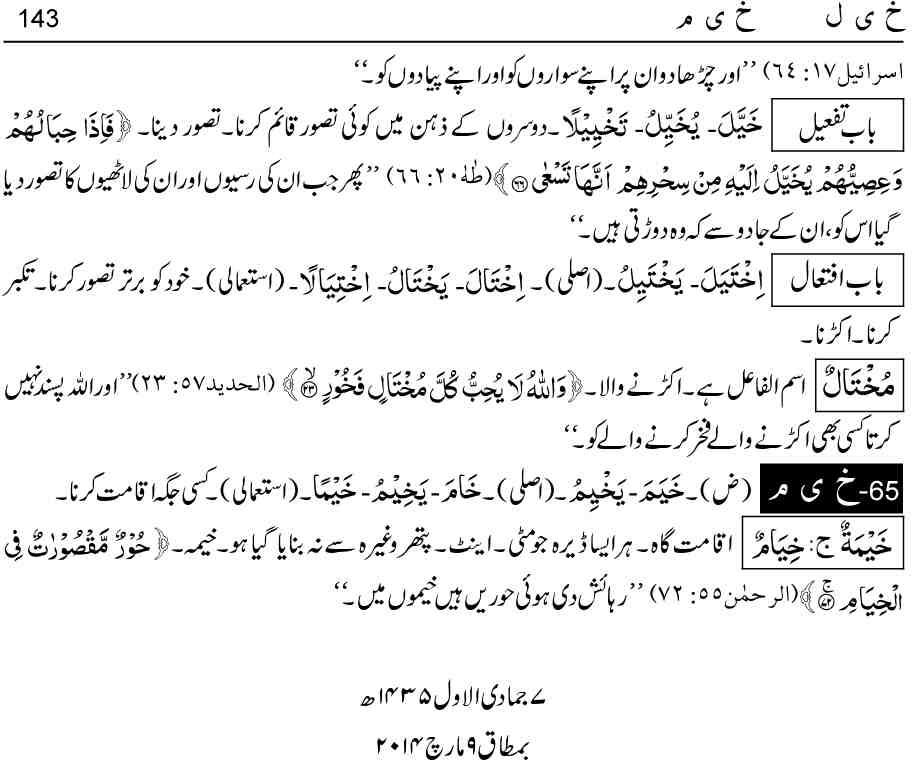 خ ی ل خ ی م 143
اسرائیل ۱۷: ٦٤) ’’اور چڑھا دو ان پر اپنے سواروں کو اور اپنے پیادوں کو۔‘‘
باب تفعیل خَیَّلَ۔ یُخَیِّلُ۔ تَخْیِیْلًا۔ دوسروں کے ذہن میں کوئی تصور قائم کرنا۔ تصور دینا۔ ﴿ فَاِذَا حِبَالُهُمْ
وَعِصِیُّهُمْ یُخَیَّلُ اِلَیْهِ مِنْ سِحْرِهِمْ اَنَّهَا تَسْعٰی ۶۶﴾ (طٰهٰ ۲۰: ٦٦) ’’پھر جب ان کی رسیوں اور ان کی لاٹھیوں کا تصور دیا
گیا اس کو، ان کے جادو سے کہ وہ دوڑتی ہیں۔‘‘
باب افتعال اِخْتَیَلَ۔ یَخْتَیِلُ۔ (اصلی)۔ اِخْتَالَ۔ یَخْتَالُ۔ اِخْتِیَالًا۔ (استعمالی)۔ خود کو برتر تصور کرنا۔ تکبر
کرنا۔ اکڑنا۔
مُخْتَالٌ اسم الفاعل ہے۔ اکڑنے والا۔ ﴿ وَاللّٰهُ لَا یُحِبُّ كُلَّ مُخْتَالٍ فَخُوْرِۣ ۙ۲۳﴾ (الحدید ۵۷: ۲۳) ’’اور اللہ پسند نہیں
کرتا کسی بھی اکڑنے والے فخر کرنے والے کو۔‘‘
65- خ ی م (ض)۔ خَیَمَ۔ یَخْیِمُ۔ (اصلی)۔ خَامَ۔ یَخِیْمُ۔ خَیْمًا۔ (استعمالی)۔ کسی جگہ اقامت کرنا۔
خَیْمَةٌ ج: خِیَامٌ اقامت گاہ۔ ہر ایسا ڈیرہ جو مٹی۔ اینٹ۔ پتھر وغیرہ سے نہ بنایا گیا ہو۔ خیمہ۔ ﴿ حُوْرٌ مَّقْصُوْرٰتٌ فِی
الْخِیَامِ ۚ۷۲﴾ (الرحمٰن ۵۵: ۷۲) ’’رہائش دی ہوئی حوریں ہیں خیموں میں۔‘‘
۷ جمادی الاول ۱۴۳۵ھ
بمطاق ۹ مارچ ۲۰۱۴